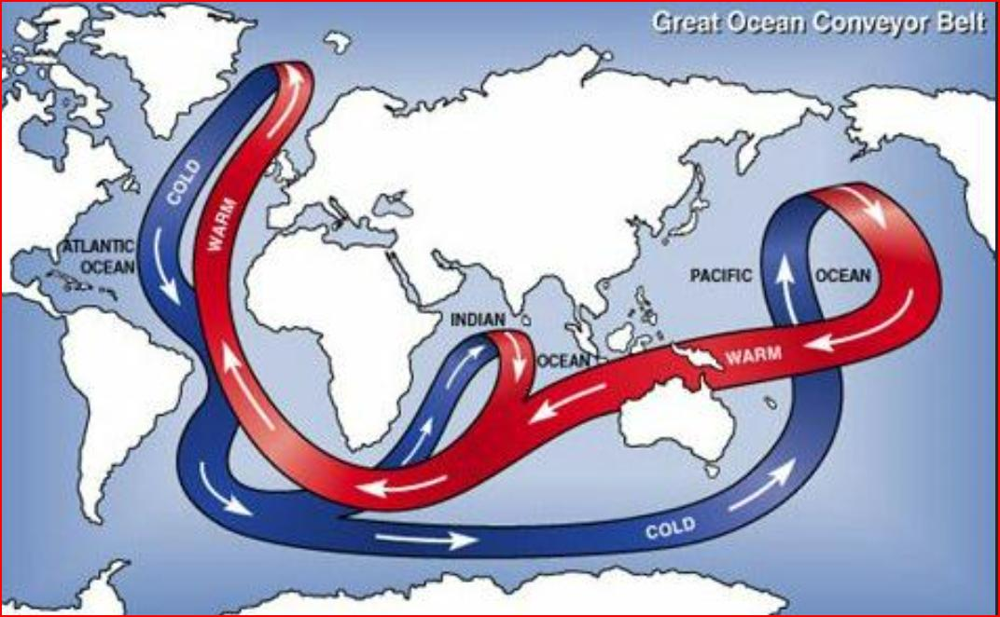 Great Ocean Conveyor Belt
COLD
WARM
ATLANTIC
OCEAN
PACIFIC
OCEAN
INDIAN
OCEAN
WARM
COLD